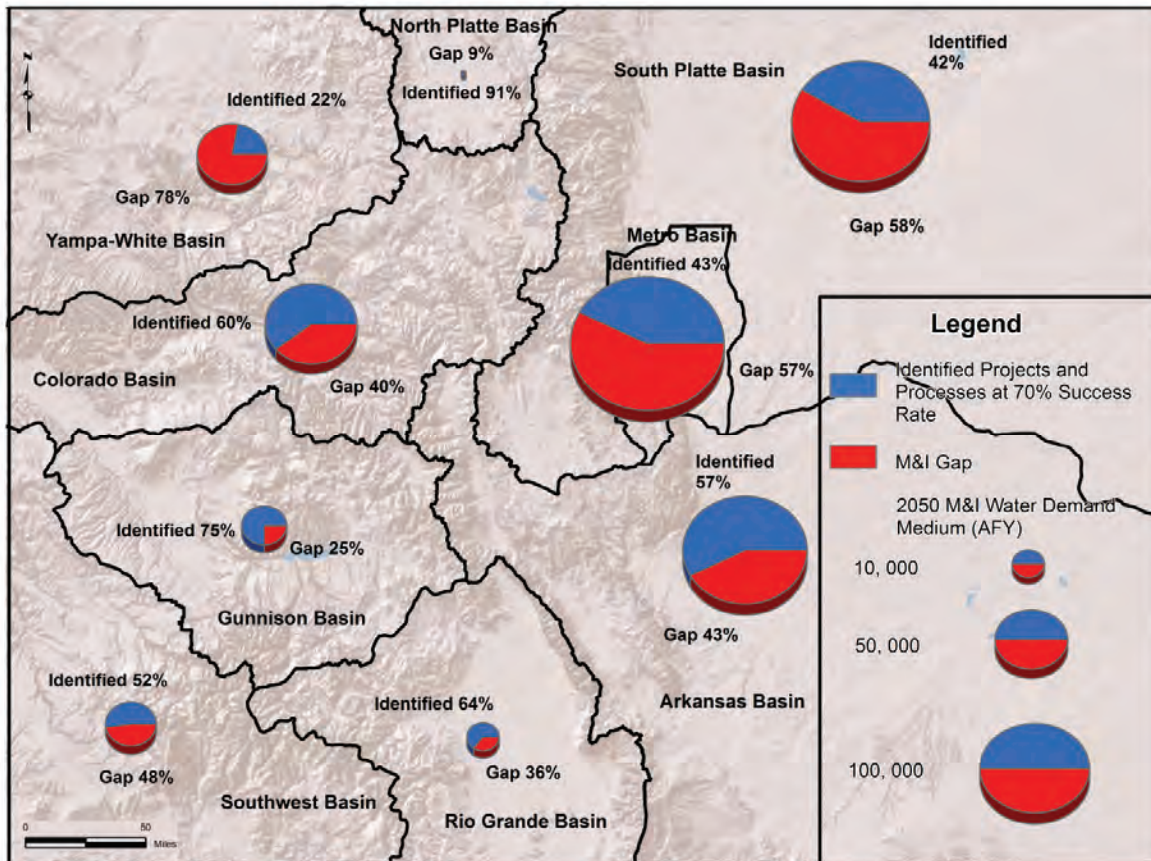 North Platte Basin
Gap 9%
Identified 91%
South Platte Basin
Identified
42%
Gap 58%
N
Identified 22%
Gap 78%
Yampa-White Basin
Metro Basin
Identified 43%
Gap 57%
Identified 60%
Colorado Basin
Gap 40%
Identified
57%
Gap 43%
Arkansas Basin
Identified 75%
Gap 25%
Gunnison Basin
Identified 52%
Gap 48%
Southwest Basin
Identified 64%
Gap 36%
Rio Grande Basin
0 50
Miles
Legend
Identified Projects and
Processes at 70% Success
Rate
M&I Gap
2050 M&I Water Demand
Medium (AFY)
10, 000
50, 000
100, 000